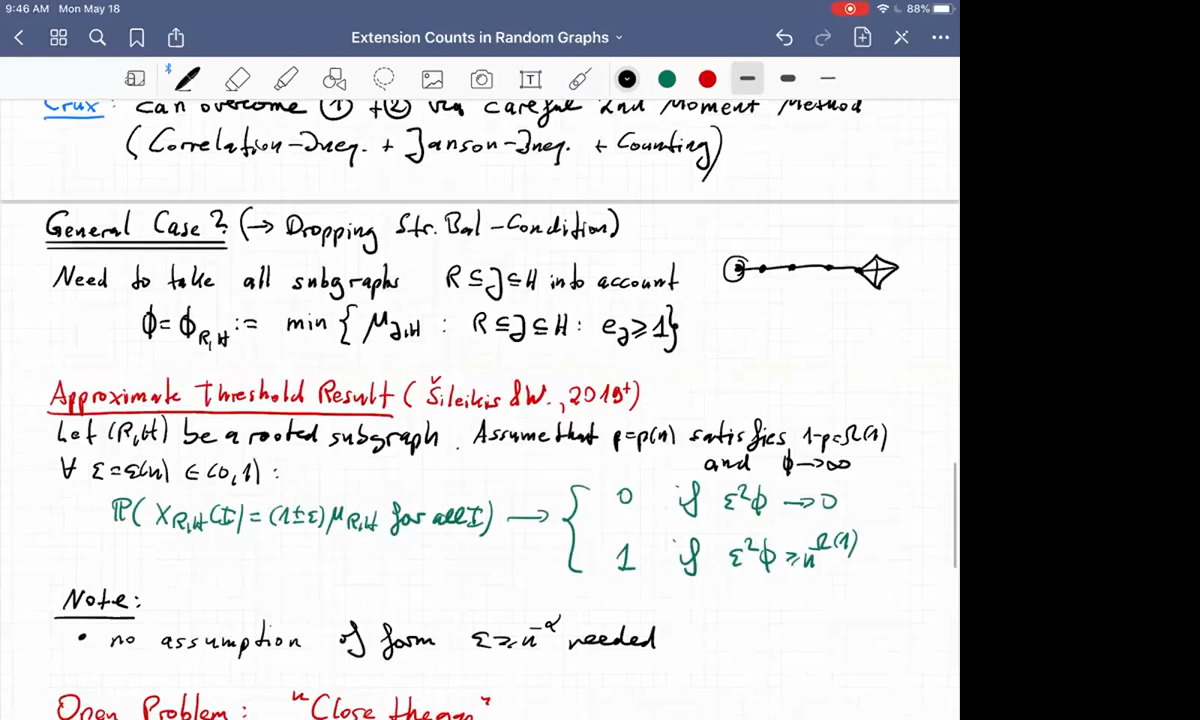 9:46 AM Mon May 18
88%
Extension Counts in Random Graphs
Crux: can overcome ① + ② via careful 2nd Moment Method
(Correlation-Ineq. + Janson-Ineq. + Counting)
General Case? (→ Dropping Str. Bal-Condition)
Need to take all subgraphs R ⊆ J ⊆ H into account
ϕ = ϕ_{R,H} := min { μ_{J,H} : R ⊆ J ⊆ H : e_J ≥ 1 }
Approximate Threshold Result (Šileikis & W., 2019+)
Let (R,H) be a rooted subgraph. Assume that p=p(n) satisfies 1-p=Ω(1)
and ϕ → ∞
∀ ε=ε(n) ∈ (0,1) :
ℙ( X_{R,H}(I) = (1±ε) μ_{R,H} for all I ) → { 0 if ε²ϕ → 0
1 if ε²ϕ ≥ n^{Ω(1)}
Note:
• no assumption of form ε ≥ n^{-α} needed
Open Problem: "Close the gap"